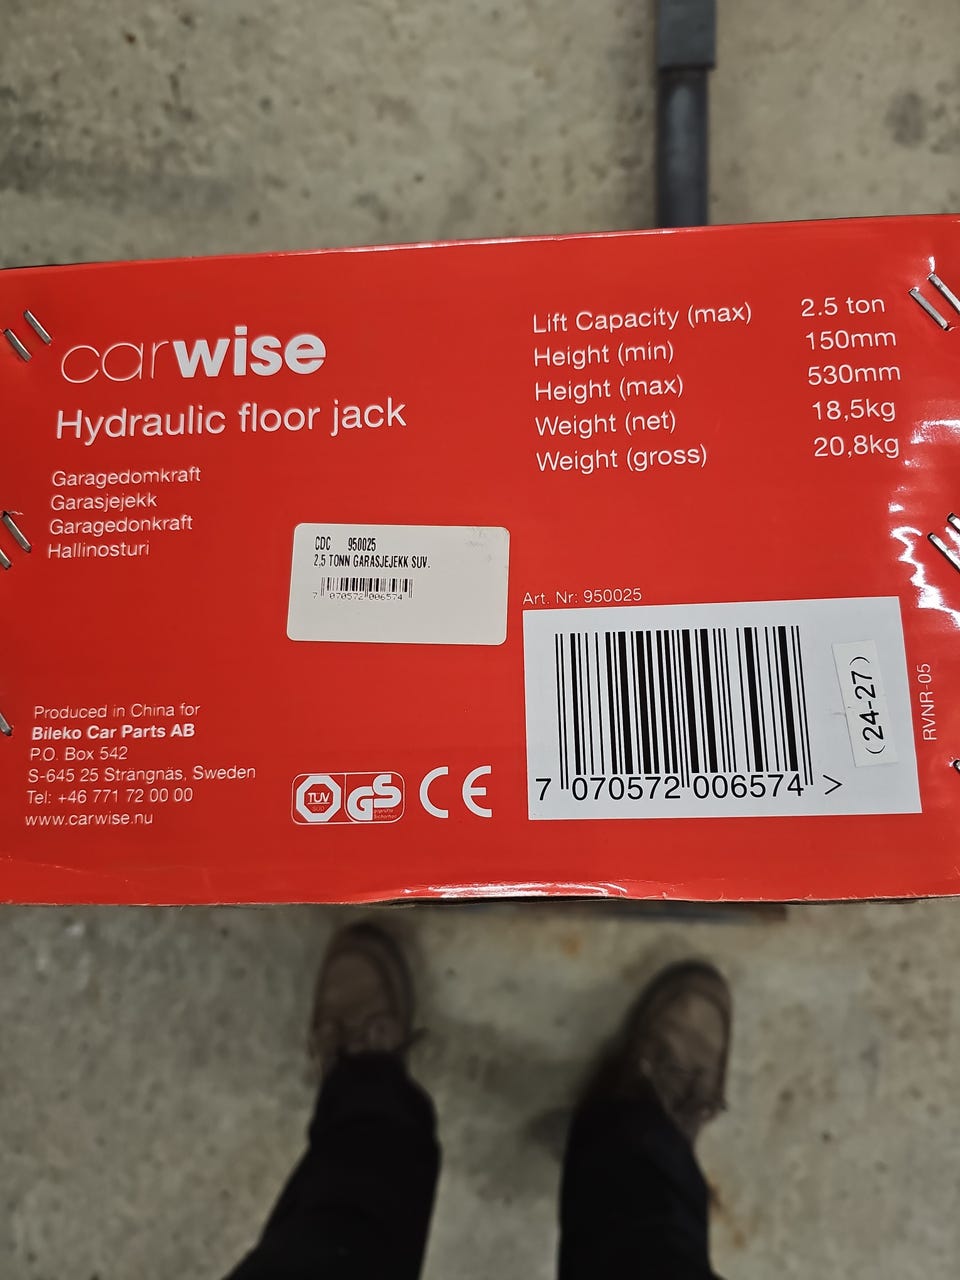 carwise
Hydraulic floor jack
Garagedomkraft
Garasjejekk
Garagedonkraft
Hallinosturi
Lift Capacity (max) 2.5 ton
Height (min) 150mm
Height (max) 530mm
Weight (net) 18,5kg
Weight (gross) 20,8kg
CDC 950025
2,5 TONN GARASJEJEKK SUV.
7 070572 006574
Art. Nr: 950025
7 070572 006574 >
(24-27)
RVNR-05
Produced in China for
Bileko Car Parts AB
P.O. Box 542
S-645 25 Strängnäs, Sweden
Tel: +46 771 72 00 00
www.carwise.nu
TÜV
SÜD
GS
geprüfte
Sicherheit
CE